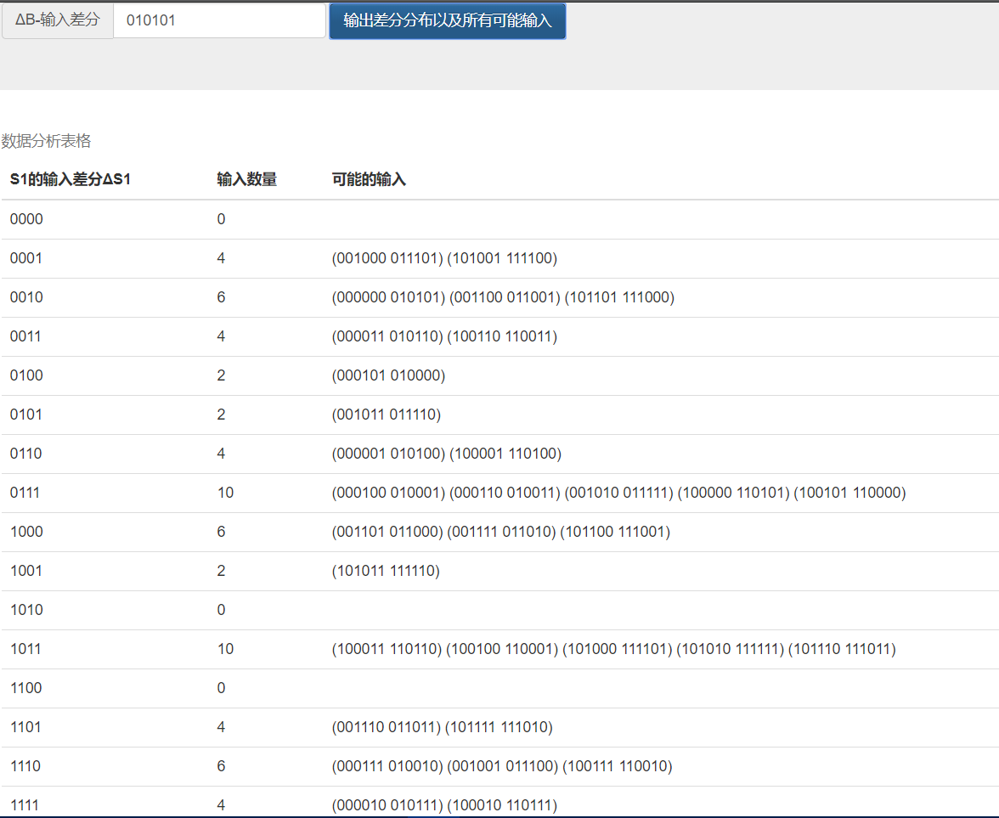 ΔB-输入差分 010101 输出差分分布以及所有可能输入
数据分析表格
S1的输入差分ΔS1 输入数量 可能的输入
0000 0
0001 4 (001000 011101) (101001 111100)
0010 6 (000000 010101) (001100 011001) (101101 111000)
0011 4 (000011 010110) (100110 110011)
0100 2 (000101 010000)
0101 2 (001011 011110)
0110 4 (000001 010100) (100001 110100)
0111 10 (000100 010001) (000110 010011) (001010 011111) (100000 110101) (100101 110000)
1000 6 (001101 011000) (001111 011010) (101100 111001)
1001 2 (101011 111110)
1010 0
1011 10 (100011 110110) (100100 110001) (101000 111101) (101010 111111) (101110 111011)
1100 0
1101 4 (001110 011011) (101111 111010)
1110 6 (000111 010010) (001001 011100) (100111 110010)
1111 4 (000010 010111) (100010 110111)